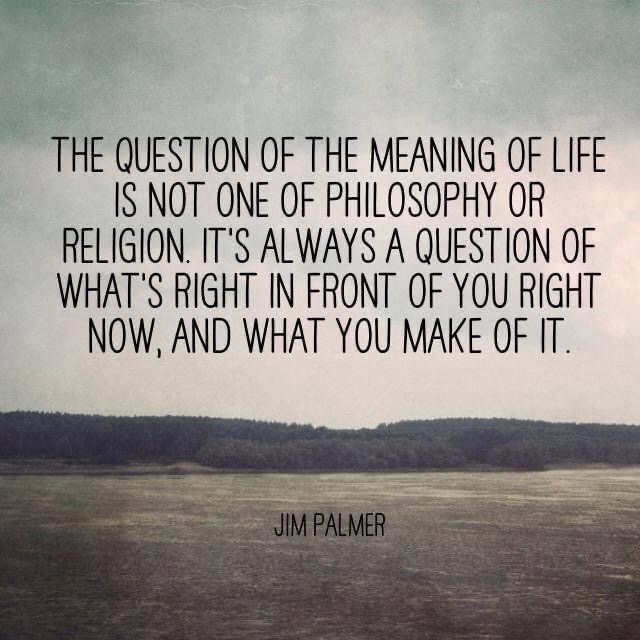 THE QUESTION OF THE MEANING OF LIFE
IS NOT ONE OF PHILOSOPHY OR
RELIGION. IT'S ALWAYS A QUESTION OF
WHAT'S RIGHT IN FRONT OF YOU RIGHT
NOW, AND WHAT YOU MAKE OF IT.
JIM PALMER